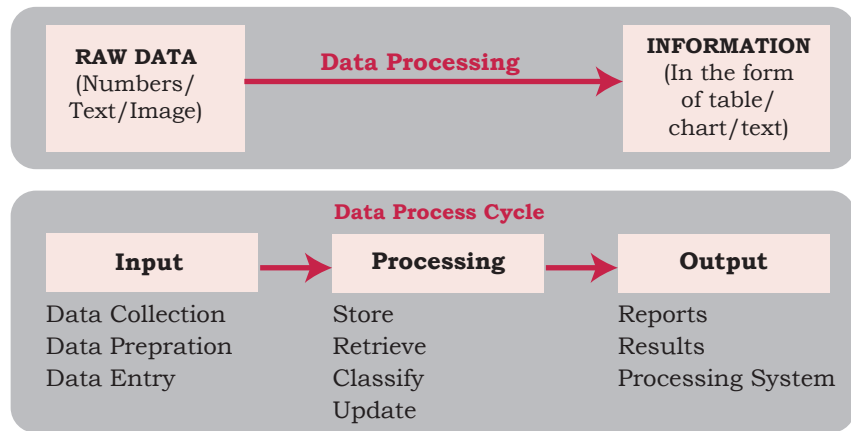 RAW DATA
(Numbers/
Text/Image)
Data Processing
INFORMATION
(In the form
of table/
chart/text)
Data Process Cycle
Input
Data Collection
Data Prepration
Data Entry
Processing
Store
Retrieve
Classify
Update
Output
Reports
Results
Processing System